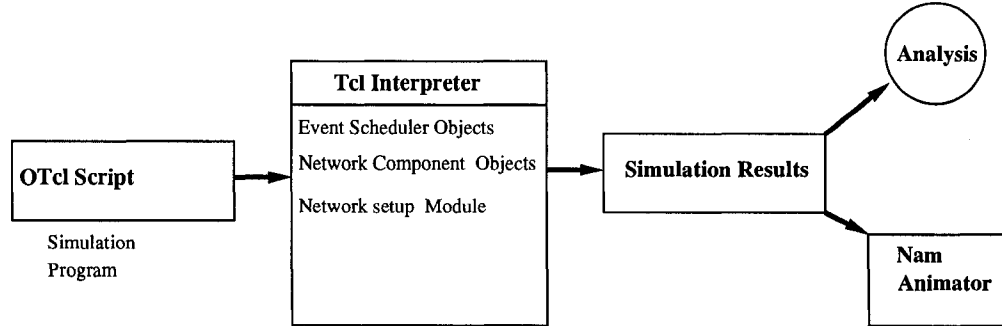 OTcl Script
Simulation
Program
Tcl Interpreter
Event Scheduler Objects
Network Component Objects
Network setup Module
Simulation Results
Analysis
Nam
Animator